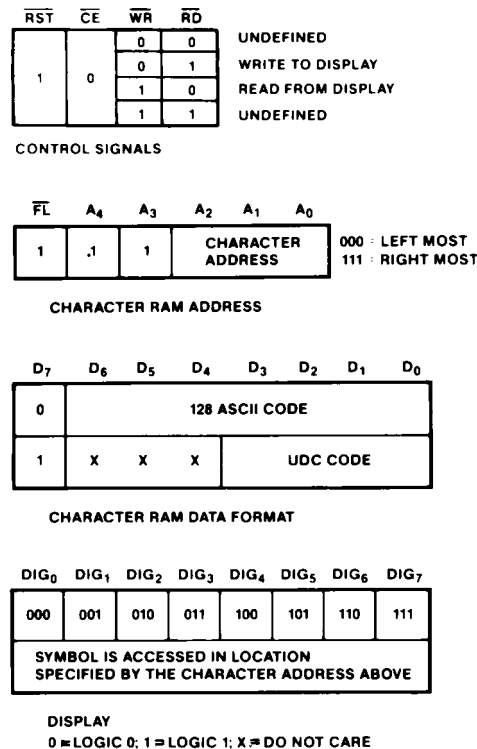 RST CE WR RD
0 0 UNDEFINED
0 1 WRITE TO DISPLAY
1 0 1 0 READ FROM DISPLAY
1 1 UNDEFINED
CONTROL SIGNALS
FL A4 A3 A2 A1 A0
1 .1 1 CHARACTER ADDRESS
000 = LEFT MOST
111 = RIGHT MOST
CHARACTER RAM ADDRESS
D7 D6 D5 D4 D3 D2 D1 D0
0 128 ASCII CODE
1 X X X UDC CODE
CHARACTER RAM DATA FORMAT
DIG0 DIG1 DIG2 DIG3 DIG4 DIG5 DIG6 DIG7
000 001 010 011 100 101 110 111
SYMBOL IS ACCESSED IN LOCATION
SPECIFIED BY THE CHARACTER ADDRESS ABOVE
DISPLAY
0 = LOGIC 0; 1 = LOGIC 1; X = DO NOT CARE